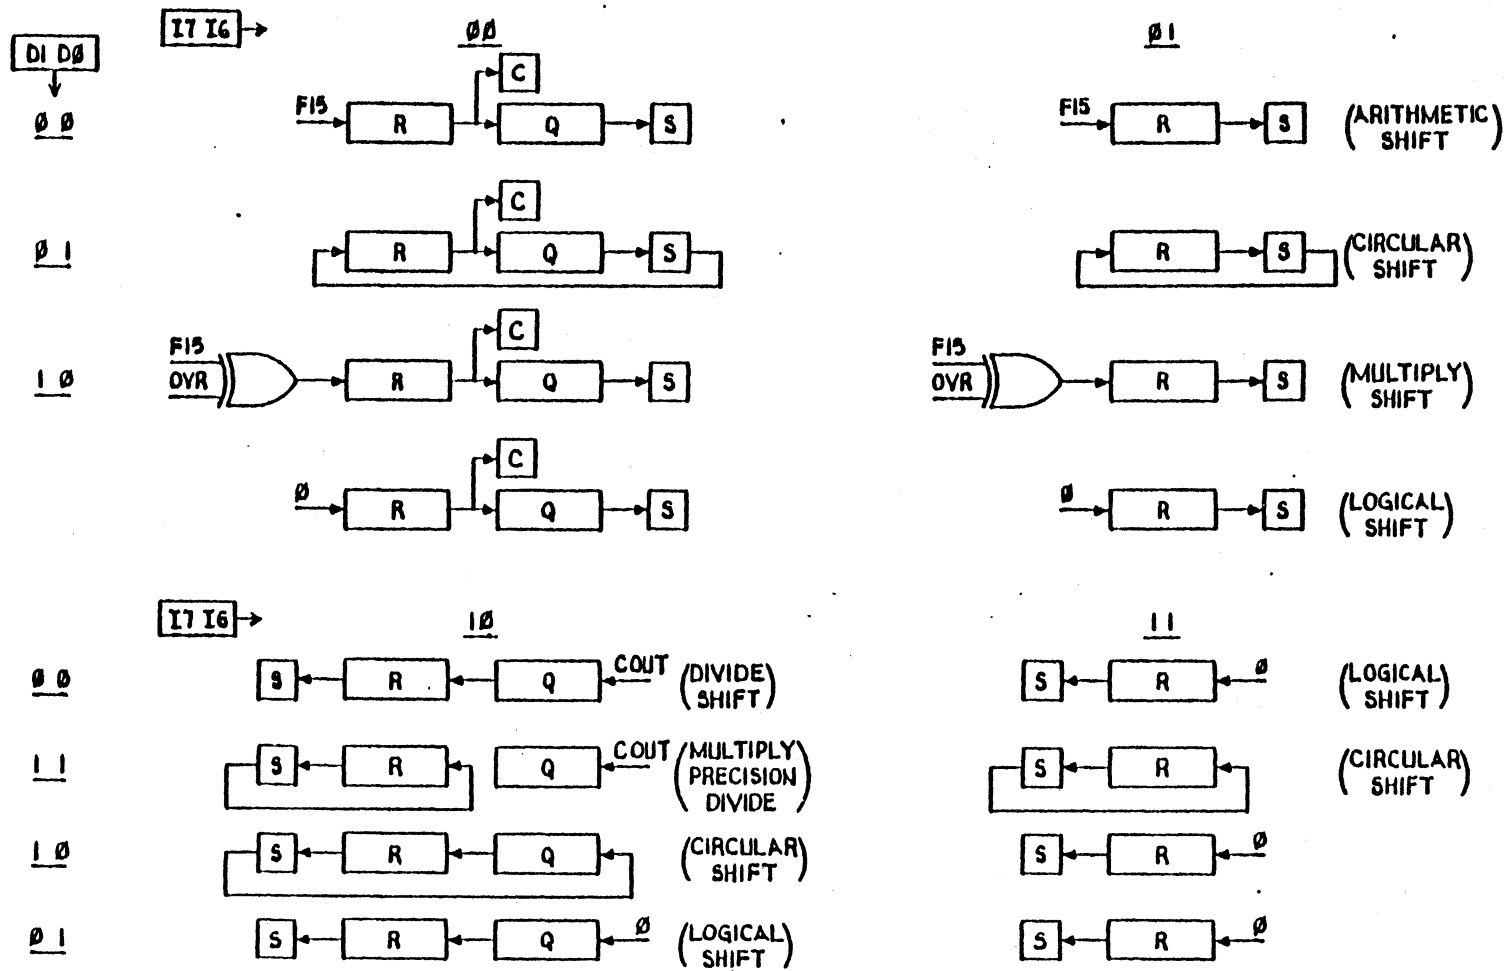 I7 I6 ØØ Ø1
D1 DØ
C
Ø Ø F15 R Q S F15 R S (ARITHMETIC
SHIFT)
C
Ø 1 R Q S R S (CIRCULAR
SHIFT)
C
F15 F15
1 Ø OVR R Q S OVR R S (MULTIPLY
SHIFT)
C
Ø R Q S Ø R S (LOGICAL
SHIFT)
I7 I6 1Ø 11
Ø Ø S R Q COUT (DIVIDE S R Ø (LOGICAL
SHIFT) SHIFT)
1 1 S R Q COUT (MULTIPLY S R (CIRCULAR
PRECISION SHIFT)
DIVIDE)
1 Ø S R Q (CIRCULAR S R Ø
SHIFT)
Ø 1 S R Q Ø (LOGICAL S R Ø
SHIFT)